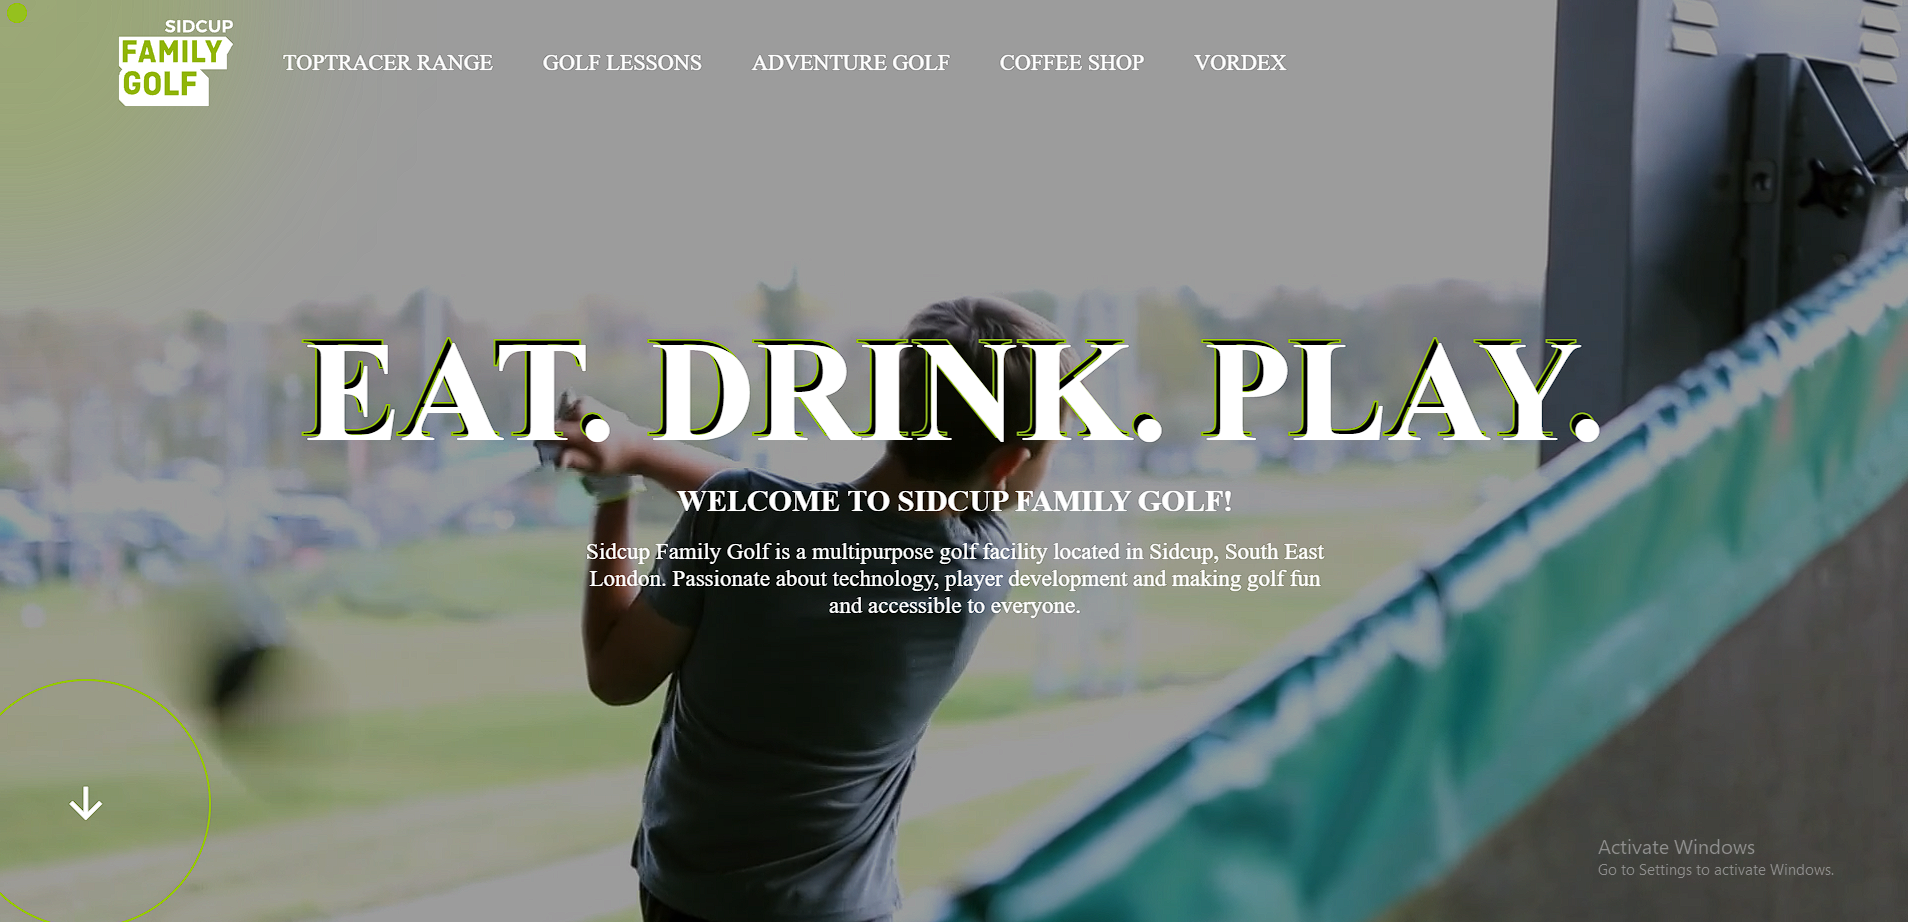 SIDCUP
FAMILY
GOLF
TOPTRACER RANGE
GOLF LESSONS
ADVENTURE GOLF
COFFEE SHOP
VORDEX
EAT. DRINK. PLAY.
WELCOME TO SIDCUP FAMILY GOLF!
Sidcup Family Golf is a multipurpose golf facility located in Sidcup, South East
London. Passionate about technology, player development and making golf fun
and accessible to everyone.
Activate Windows
Go to Settings to activate Windows.